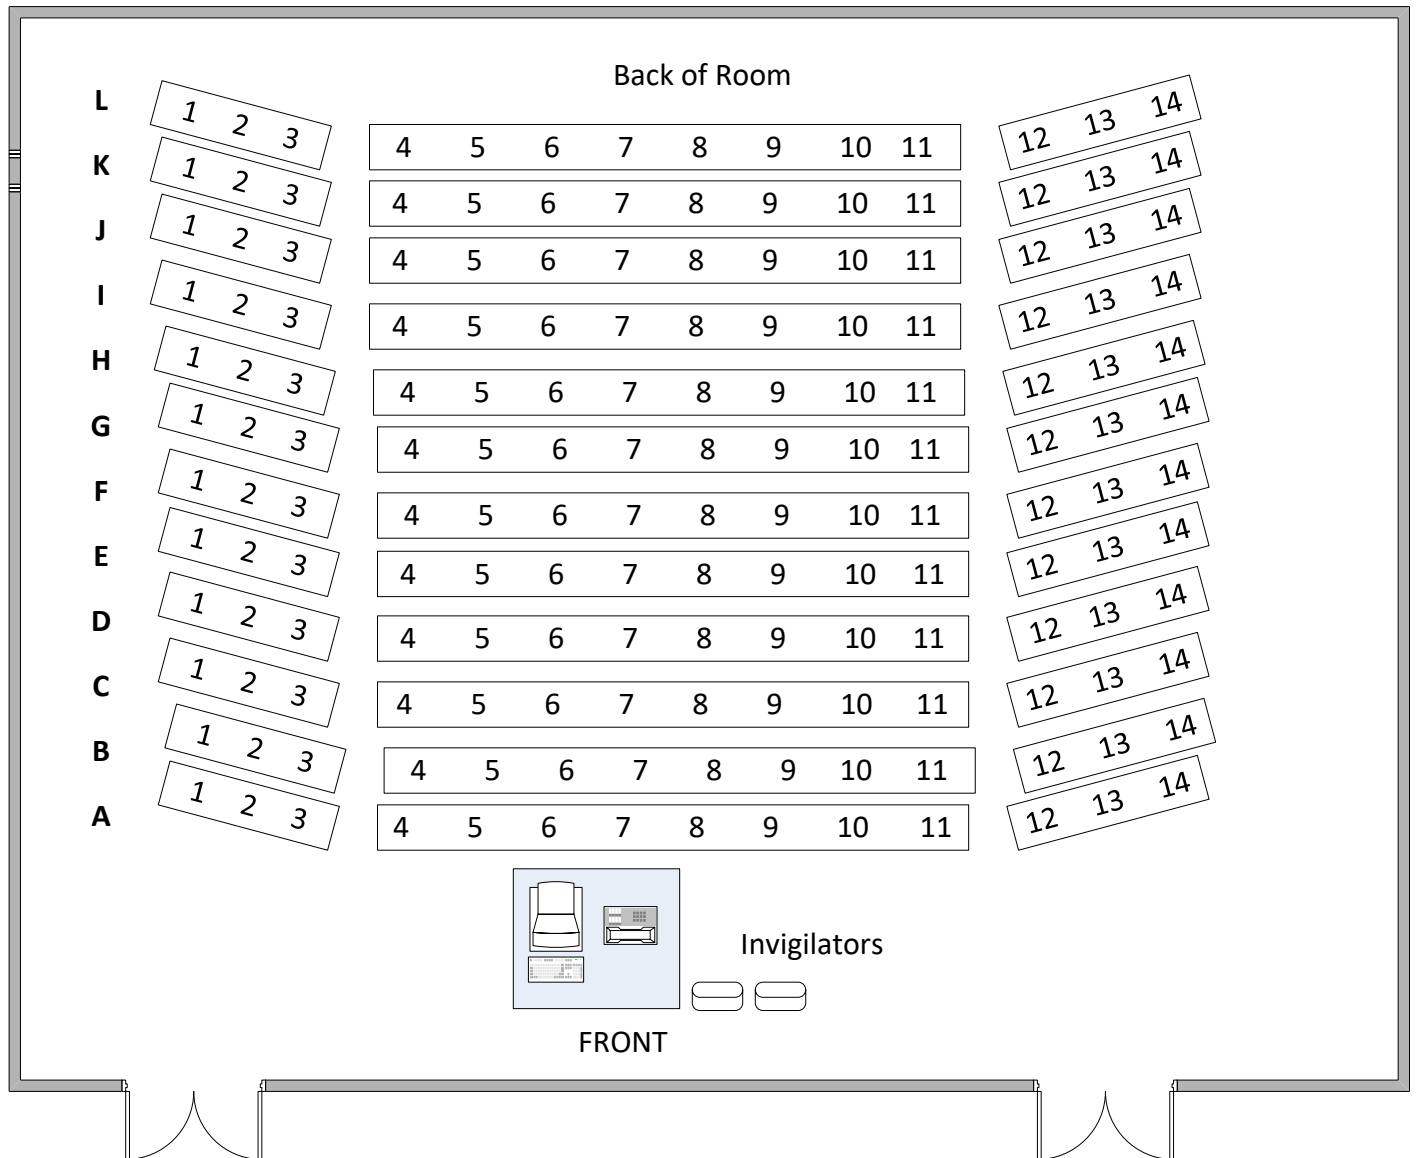 Back of Room
L 1 2 3 4 5 6 7 8 9 10 11 12 13 14
K 1 2 3 4 5 6 7 8 9 10 11 12 13 14
J 1 2 3 4 5 6 7 8 9 10 11 12 13 14
I 1 2 3 4 5 6 7 8 9 10 11 12 13 14
H 1 2 3 4 5 6 7 8 9 10 11 12 13 14
G 1 2 3 4 5 6 7 8 9 10 11 12 13 14
F 1 2 3 4 5 6 7 8 9 10 11 12 13 14
E 1 2 3 4 5 6 7 8 9 10 11 12 13 14
D 1 2 3 4 5 6 7 8 9 10 11 12 13 14
C 1 2 3 4 5 6 7 8 9 10 11 12 13 14
B 1 2 3 4 5 6 7 8 9 10 11 12 13 14
A 1 2 3 4 5 6 7 8 9 10 11 12 13 14
Invigilators
FRONT